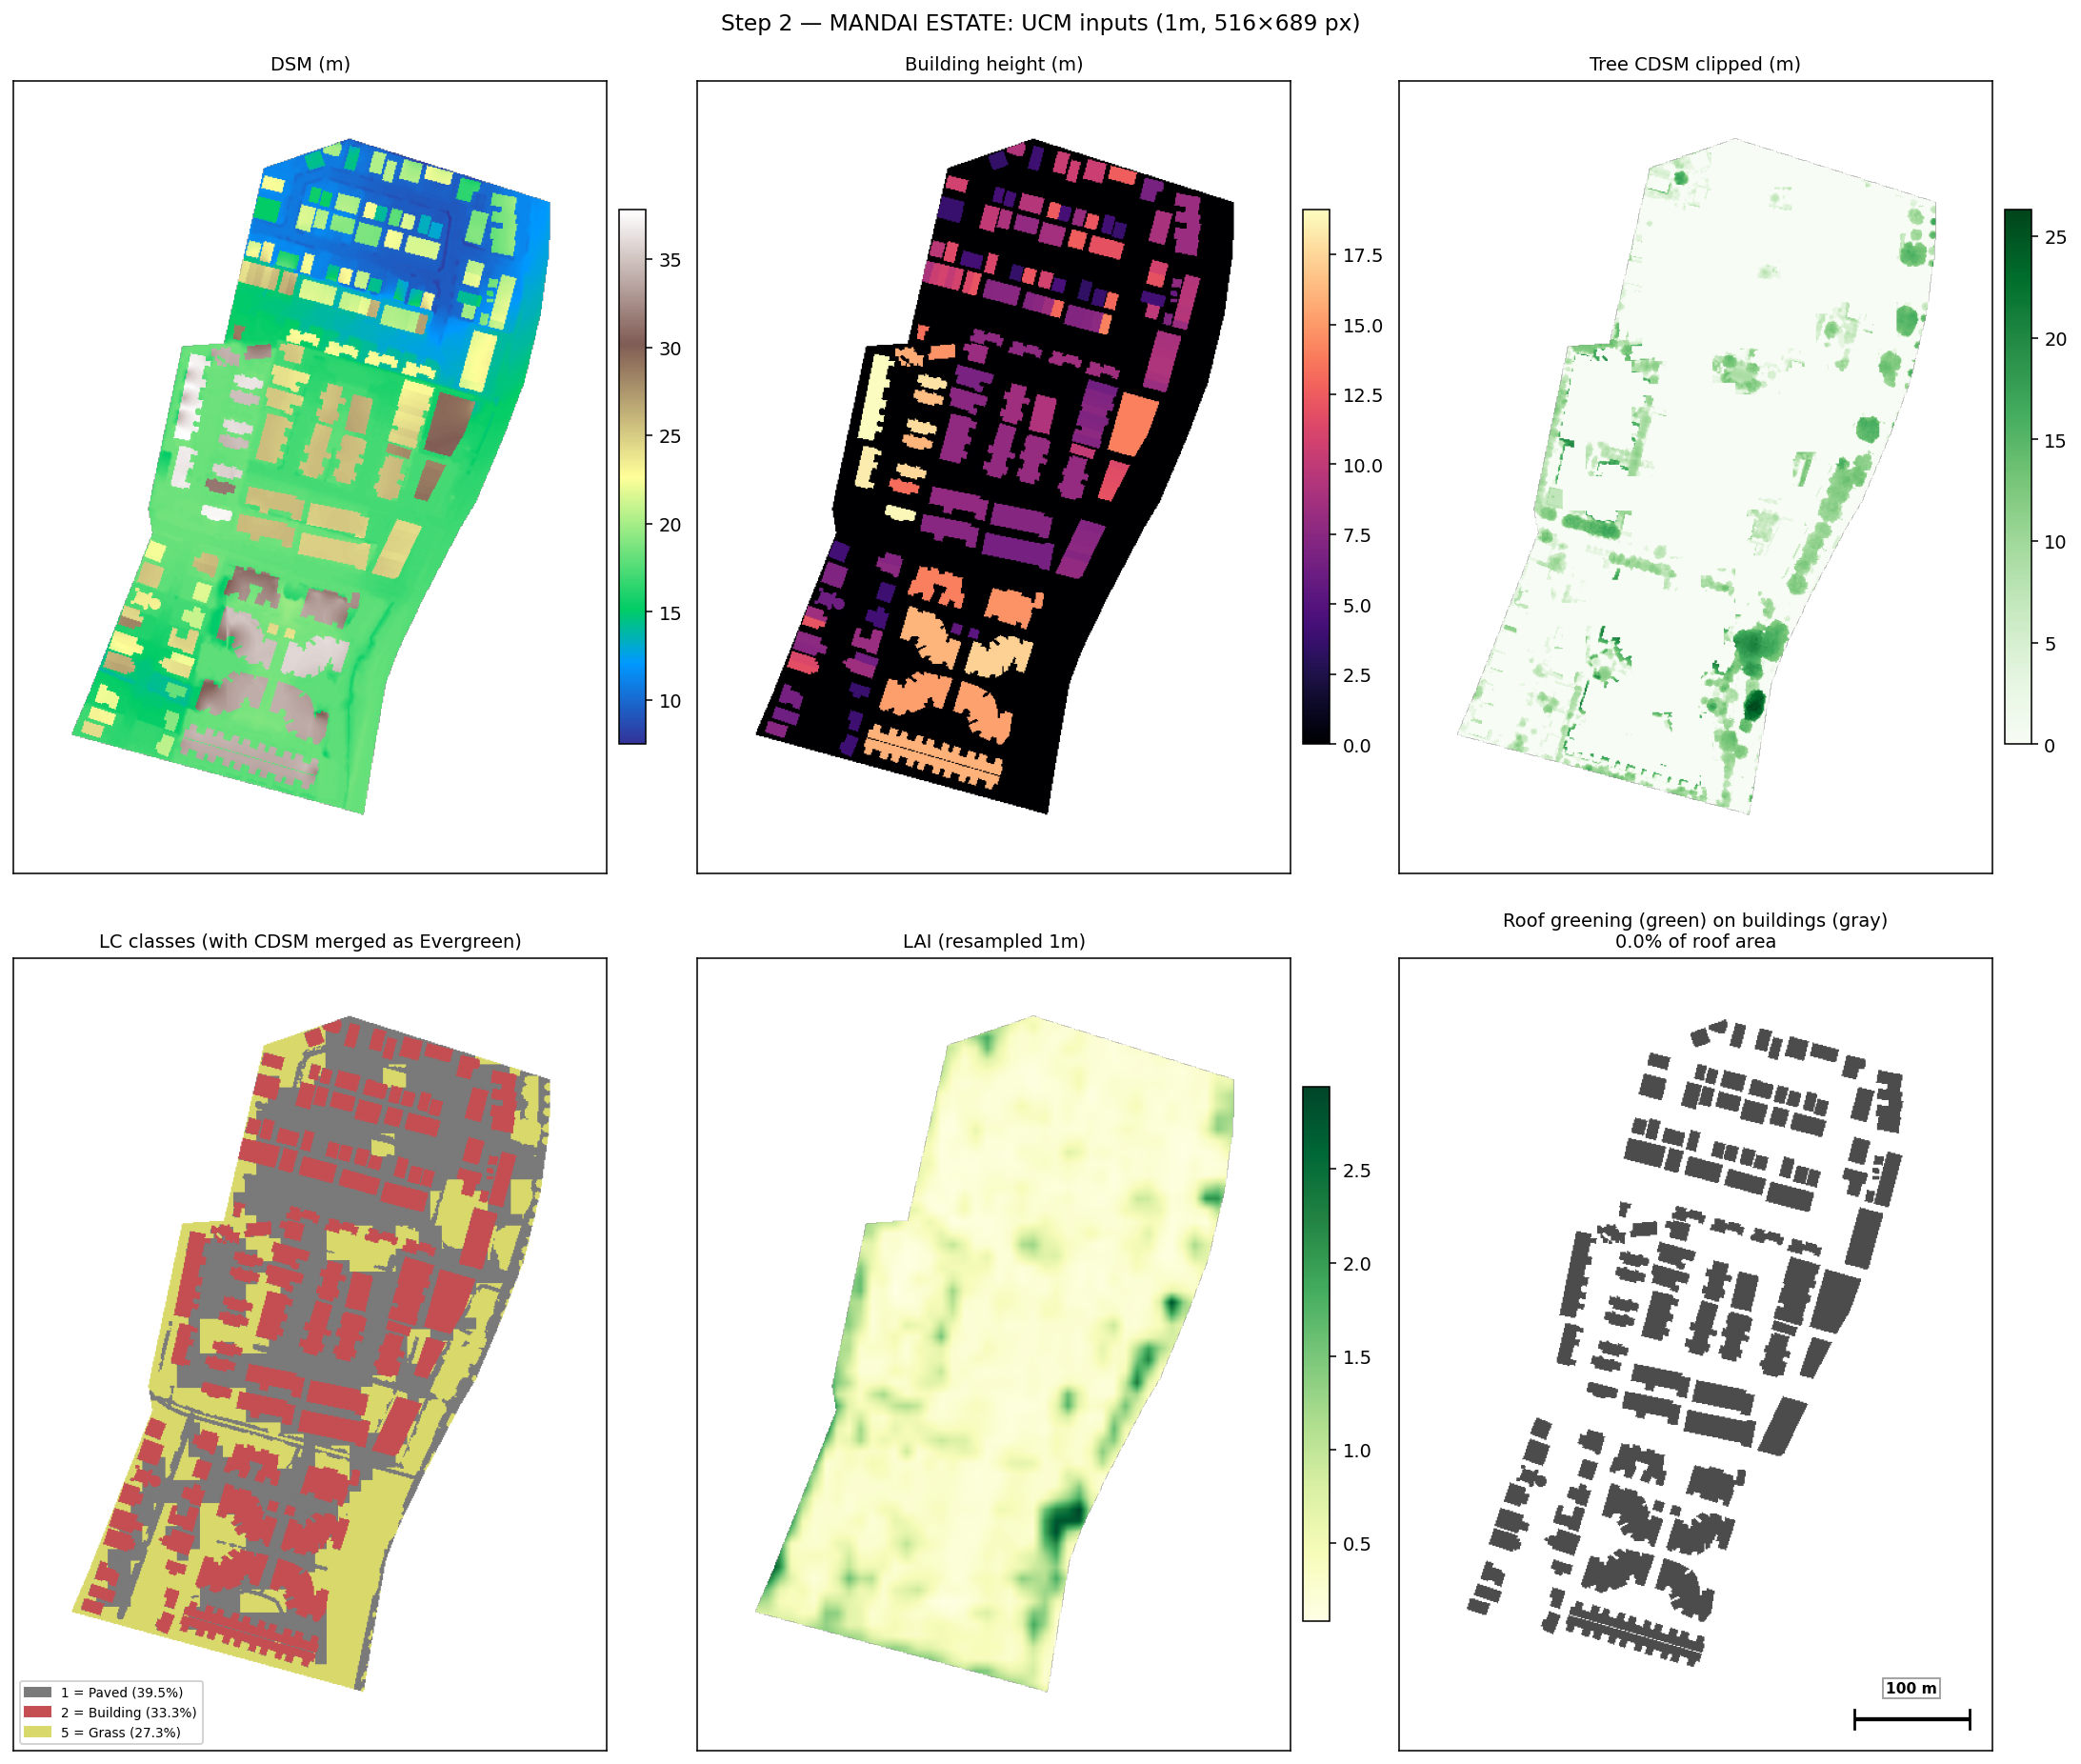 Step 2 — MANDAI ESTATE: UCM inputs (1m, 516×689 px)
DSM (m)
35
30
25
20
15
10
Building height (m)
17.5
15.0
12.5
10.0
7.5
5.0
2.5
0.0
Tree CDSM clipped (m)
25
20
15
10
5
0
LC classes (with CDSM merged as Evergreen)
1 = Paved (39.5%)
2 = Building (33.3%)
5 = Grass (27.3%)
LAI (resampled 1m)
2.5
2.0
1.5
1.0
0.5
Roof greening (green) on buildings (gray)
0.0% of roof area
100 m